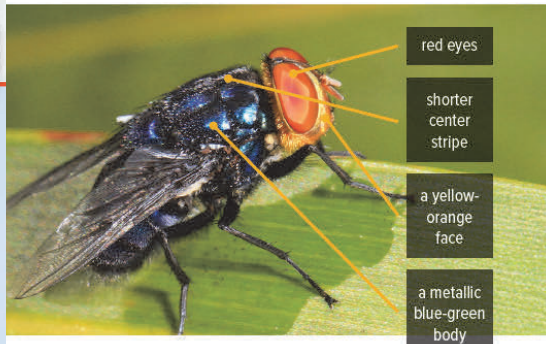 red eyes
shorter
center
stripe
a yellow-
orange
face
a metallic
blue-green
body